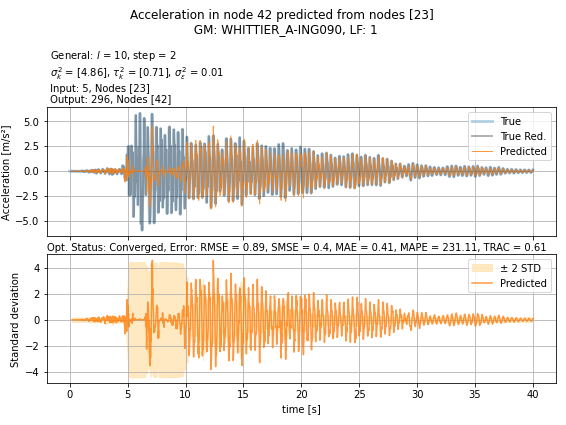 Acceleration in node 42 predicted from nodes [23]
GM: WHITTIER_A-ING090, LF: 1
General: l = 10, step = 2
σ²ₖ = [4.86], τ²ₖ = [0.71], σ²ε = 0.01
Input: 5, Nodes [23]
Output: 296, Nodes [42]
Acceleration [m/s²]
5.0
2.5
0.0
−2.5
−5.0
True
True Red.
Predicted
Opt. Status: Converged, Error: RMSE = 0.89, SMSE = 0.4, MAE = 0.41, MAPE = 231.11, TRAC = 0.61
Standard deviation
4
2
0
−2
−4
± 2 STD
Predicted
0 5 10 15 20 25 30 35 40
time [s]